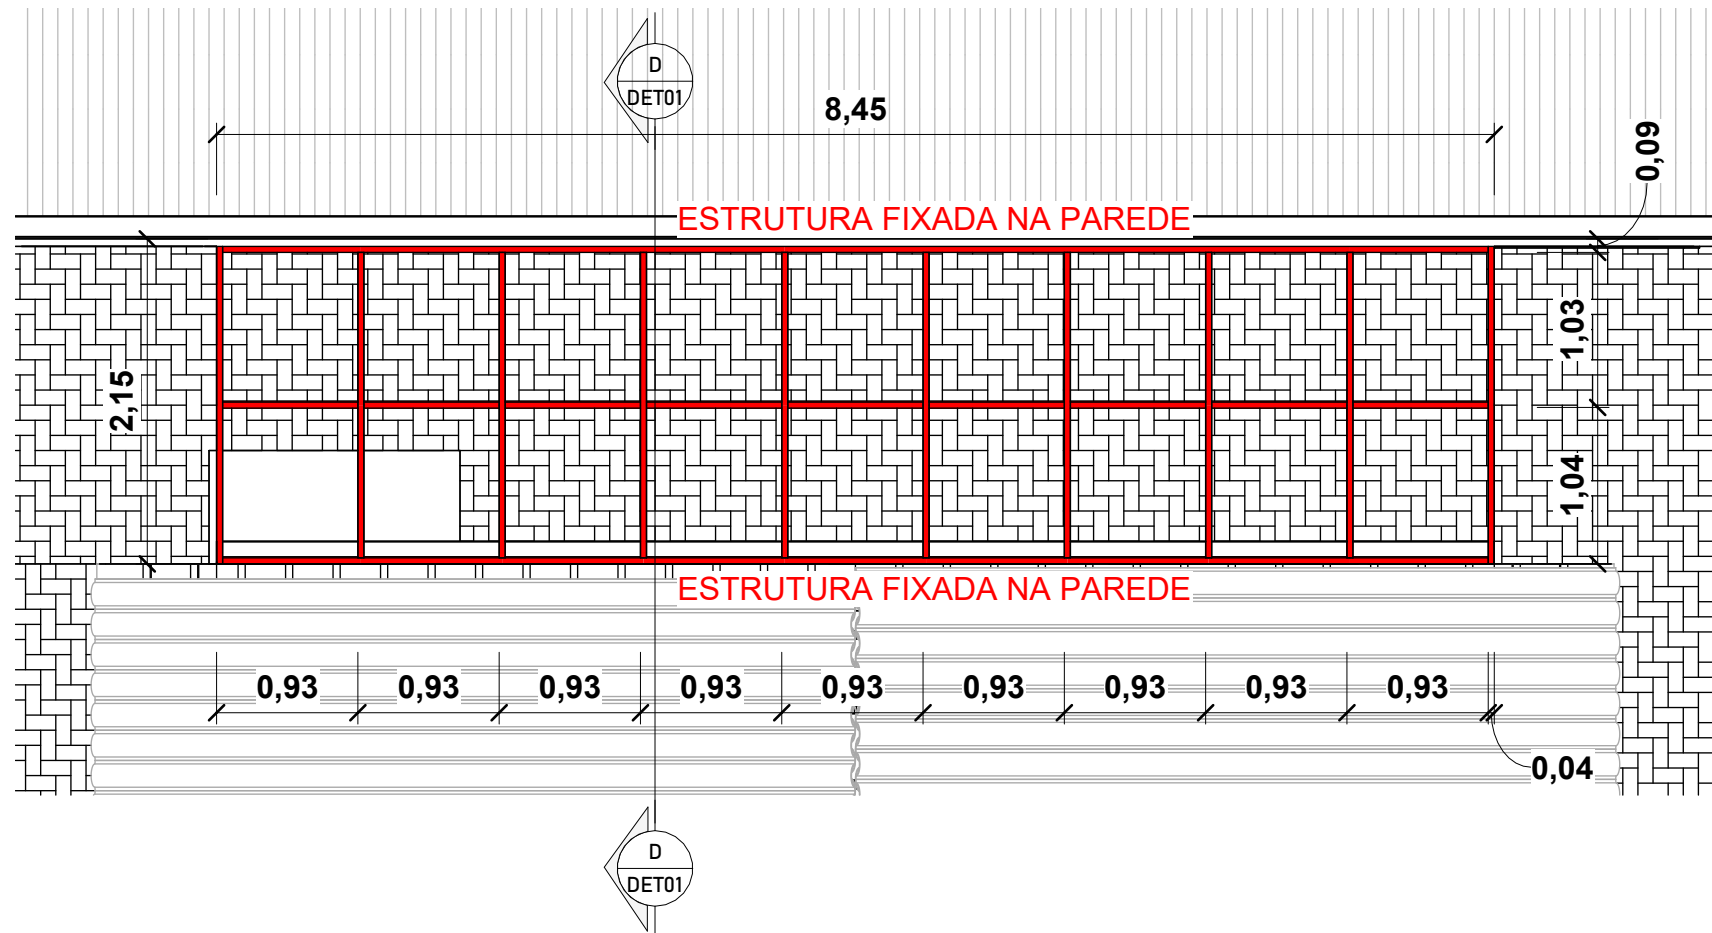 D
DET01
8,45
0,09
ESTRUTURA FIXADA NA PAREDE
1,03
2,15
1,04
ESTRUTURA FIXADA NA PAREDE
0,93 0,93 0,93 0,93 0,93 0,93 0,93 0,93 0,93
0,04
D
DET01